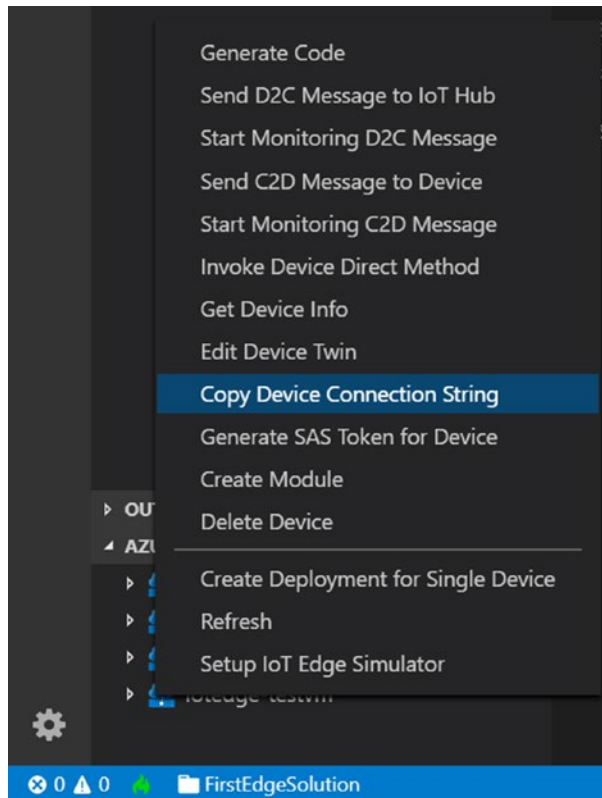 Generate Code
Send D2C Message to IoT Hub
Start Monitoring D2C Message
Send C2D Message to Device
Start Monitoring C2D Message
Invoke Device Direct Method
Get Device Info
Edit Device Twin
Copy Device Connection String
Generate SAS Token for Device
Create Module
OU
Delete Device
AZU
Create Deployment for Single Device
Refresh
Setup IoT Edge Simulator
iotedge-testvm
0 0 FirstEdgeSolution